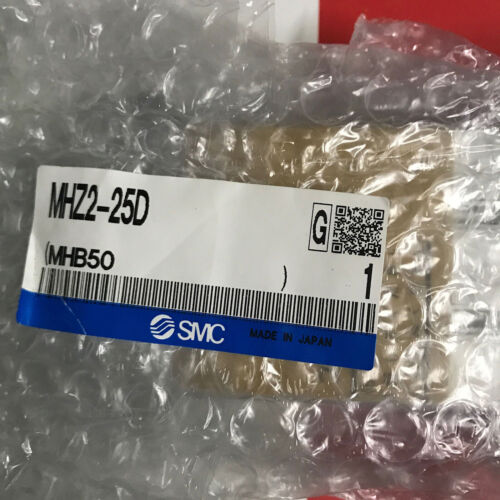 MHZ2-25D
G
(MHB50 )
1
SMC
MADE IN JAPAN